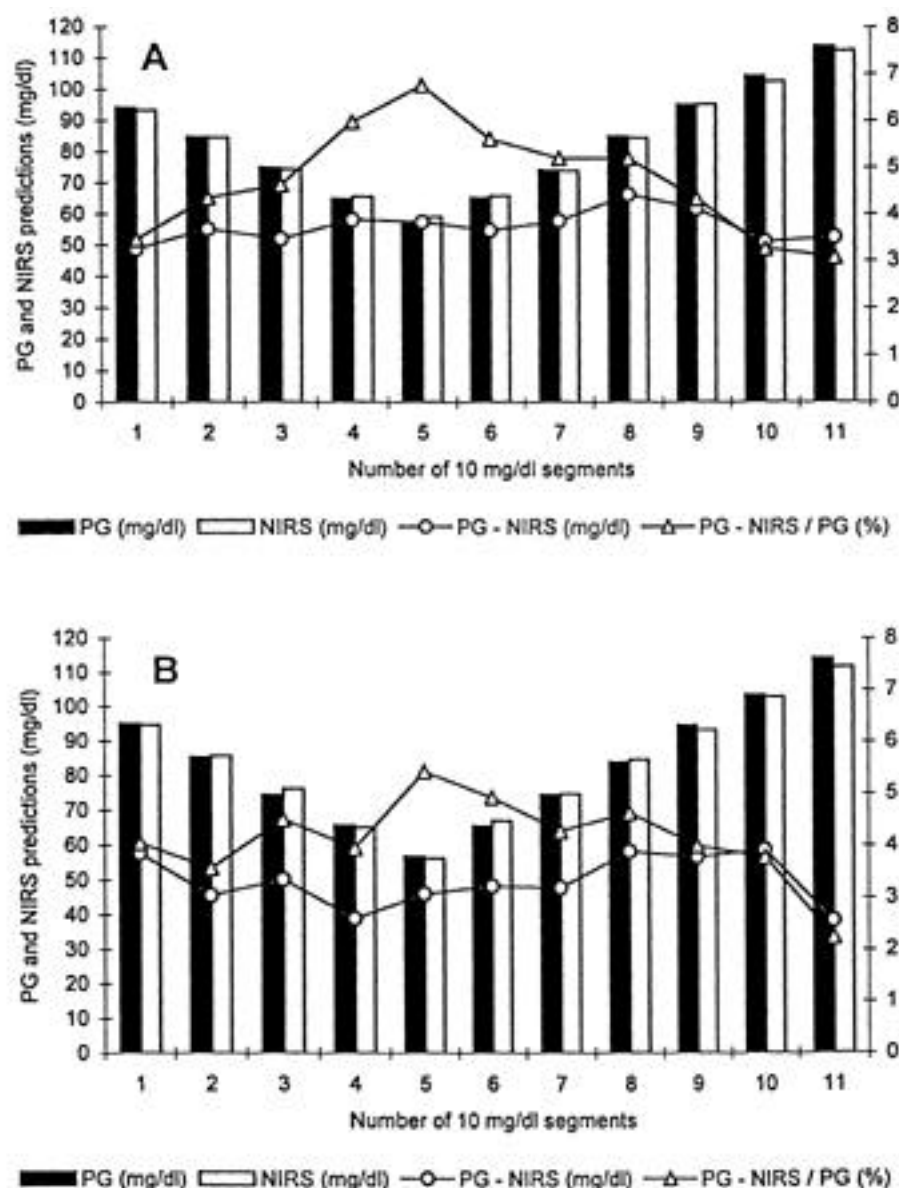 A
PG and NIRS predictions (mg/dl)
120 8
110
100 7
90 6
80
70 5
60 4
50 3
40
30 2
20 1
10
0 0
1 2 3 4 5 6 7 8 9 10 11
Number of 10 mg/dl segments
PG (mg/dl) NIRS (mg/dl) PG - NIRS (mg/dl) PG - NIRS / PG (%)
B
PG and NIRS predictions (mg/dl)
120 8
110 7
100
90 6
80 5
70
60 4
50 3
40
30 2
20 1
10
0 0
1 2 3 4 5 6 7 8 9 10 11
Number of 10 mg/dl segments
PG (mg/dl) NIRS (mg/dl) PG - NIRS (mg/dl) PG - NIRS / PG (%)